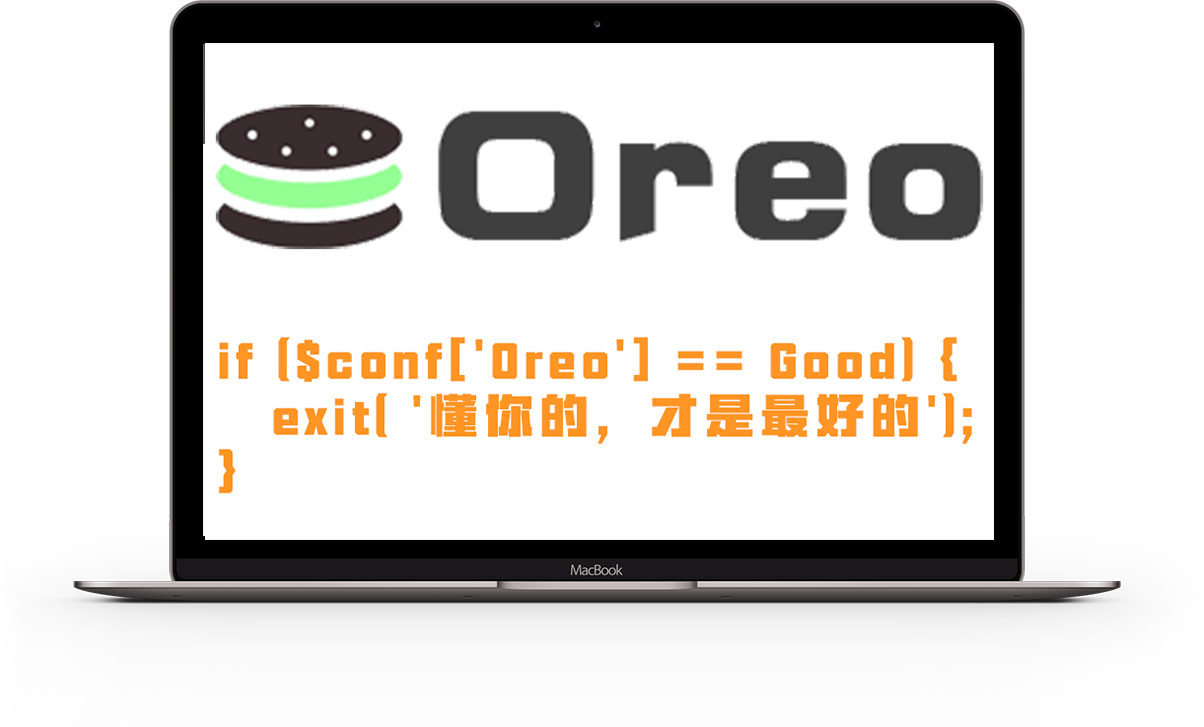 Oreo
if ($conf['Oreo'] == Good) {
exit( '懂你的，才是最好的');
}
MacBook